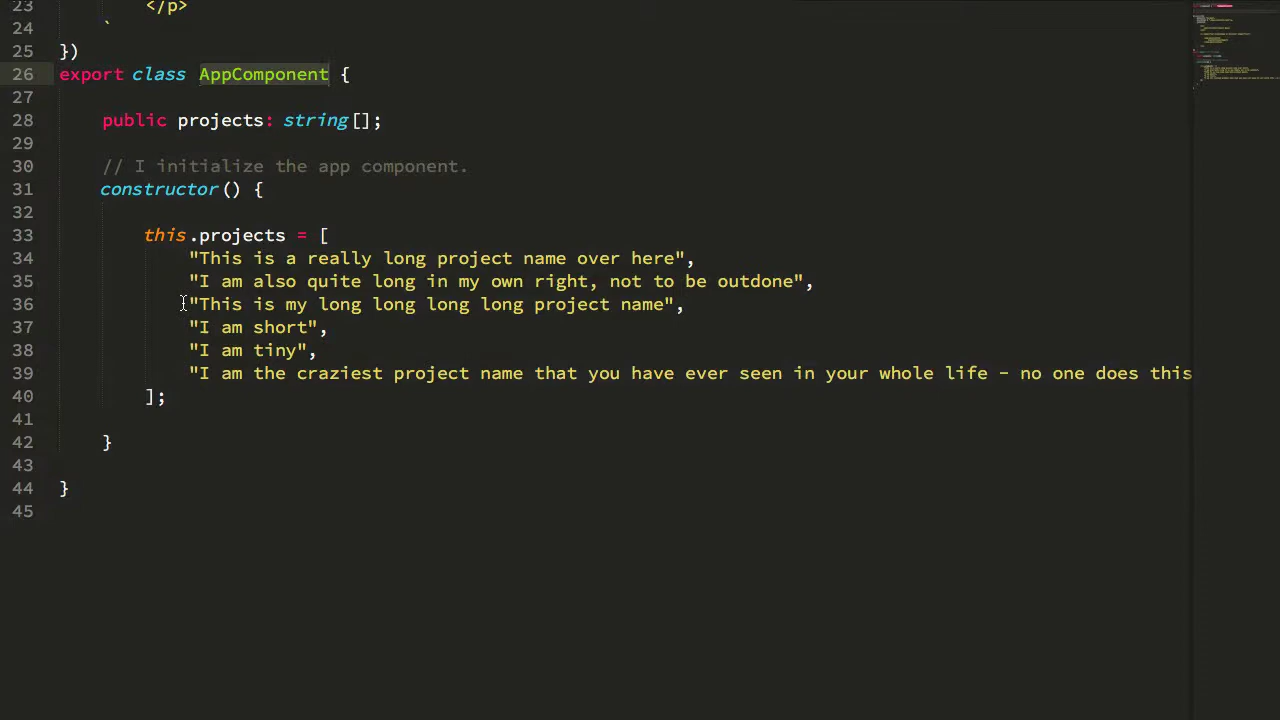 23 </p>
24 `
25 })
26 export class AppComponent {
27
28 public projects: string[];
29
30 // I initialize the app component.
31 constructor() {
32
33 this.projects = [
34 "This is a really long project name over here",
35 "I am also quite long in my own right, not to be outdone",
36 "This is my long long long long project name",
37 "I am short",
38 "I am tiny",
39 "I am the craziest project name that you have ever seen in your whole life - no one does this
40 ];
41
42 }
43
44 }
45